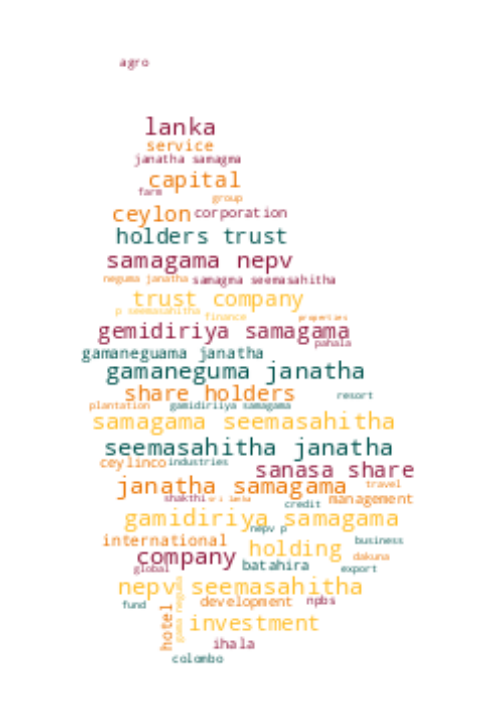 agro
lanka
service
janatha samagma
capital
farm
group
ceylon corporation
holders trust
samagama nepv
neguma janatha samagma seemasahitha
trust company
p seemasahitha finance properties
gemidiriya samagama
pahala
gamaneguama janatha
gamaneguma janatha
share holders resort
plantation gamidiriiya samagama
samagama seemasahitha
seemasahitha janatha
ceylinco industries
sanasa share
janatha samagama travel
shakthi sri lanka management
credit
gamidiriya samagama
nepv p
international business
company holding dakuna
global batahira export
nepv seemasahitha
gama neguma
fund development npbs
hotel investment
ihala
colombo